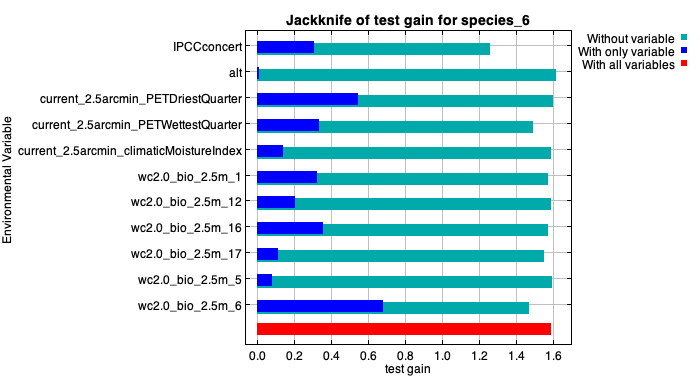 Jackknife of test gain for species_6
Without variable
With only variable
With all variables
Environmental Variable
IPCCconcert
alt
current_2.5arcmin_PETDriestQuarter
current_2.5arcmin_PETWettestQuarter
current_2.5arcmin_climaticMoistureIndex
wc2.0_bio_2.5m_1
wc2.0_bio_2.5m_12
wc2.0_bio_2.5m_16
wc2.0_bio_2.5m_17
wc2.0_bio_2.5m_5
wc2.0_bio_2.5m_6
0.0 0.2 0.4 0.6 0.8 1.0 1.2 1.4 1.6
test gain